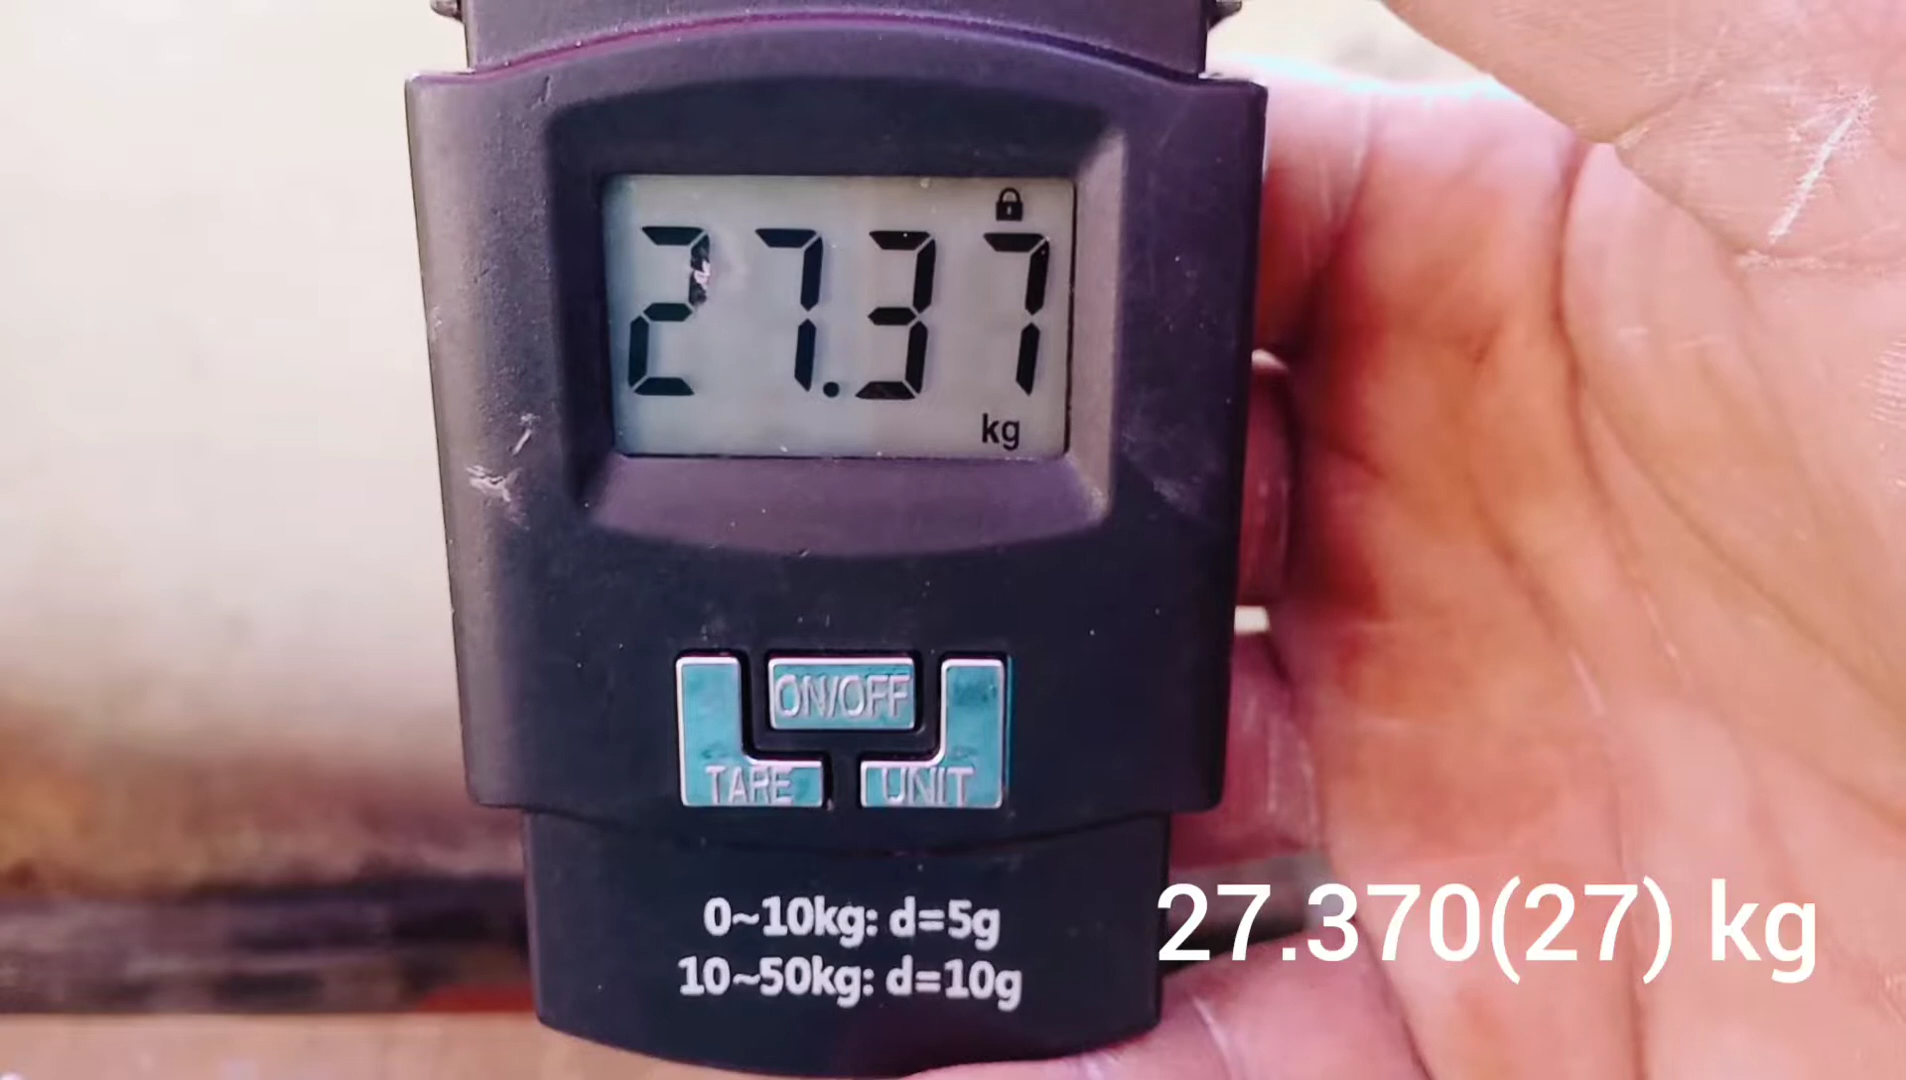 27.37
kg
ON/OFF
TARE
UNIT
0~10kg: d=5g
10~50kg: d=10g
27.370(27) kg